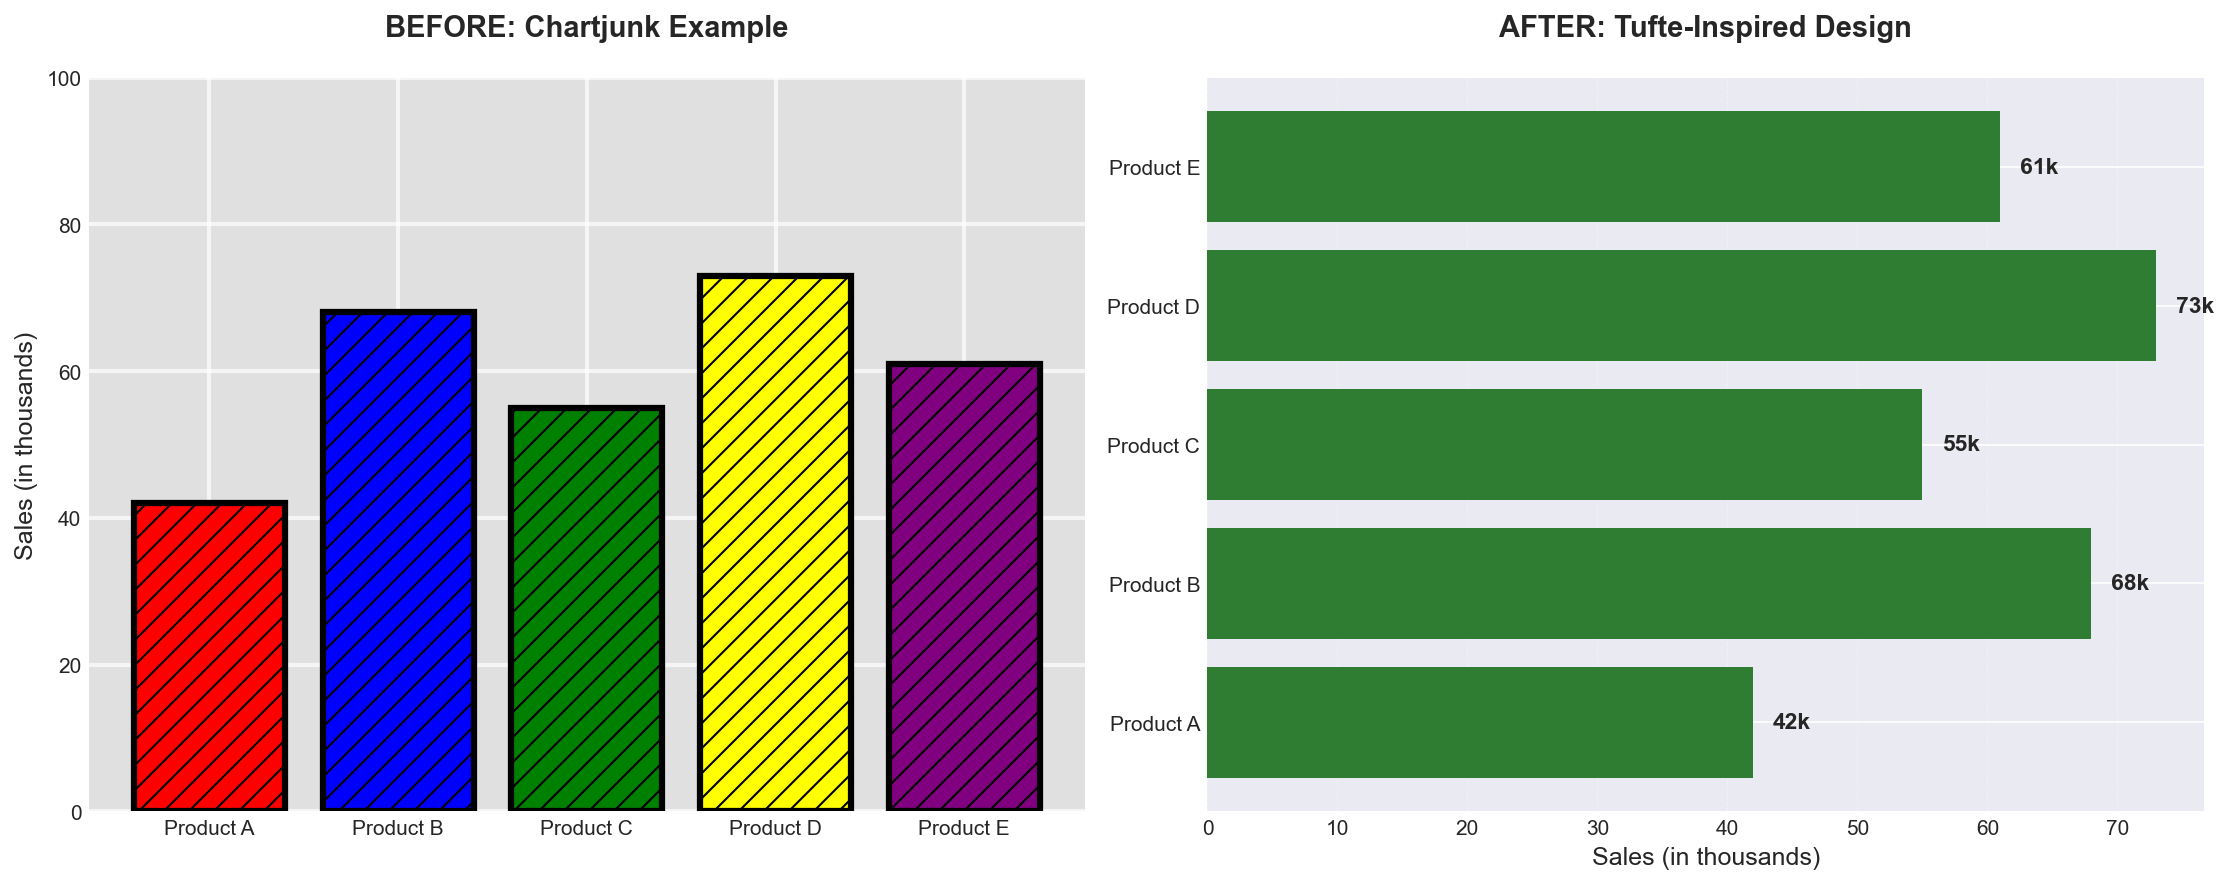 BEFORE: Chartjunk Example
100
80
60
40
20
0
Sales (in thousands)
Product A
Product B
Product C
Product D
Product E
AFTER: Tufte-Inspired Design
Product E
61k
Product D
73k
Product C
55k
Product B
68k
Product A
42k
0
10
20
30
40
50
60
70
Sales (in thousands)